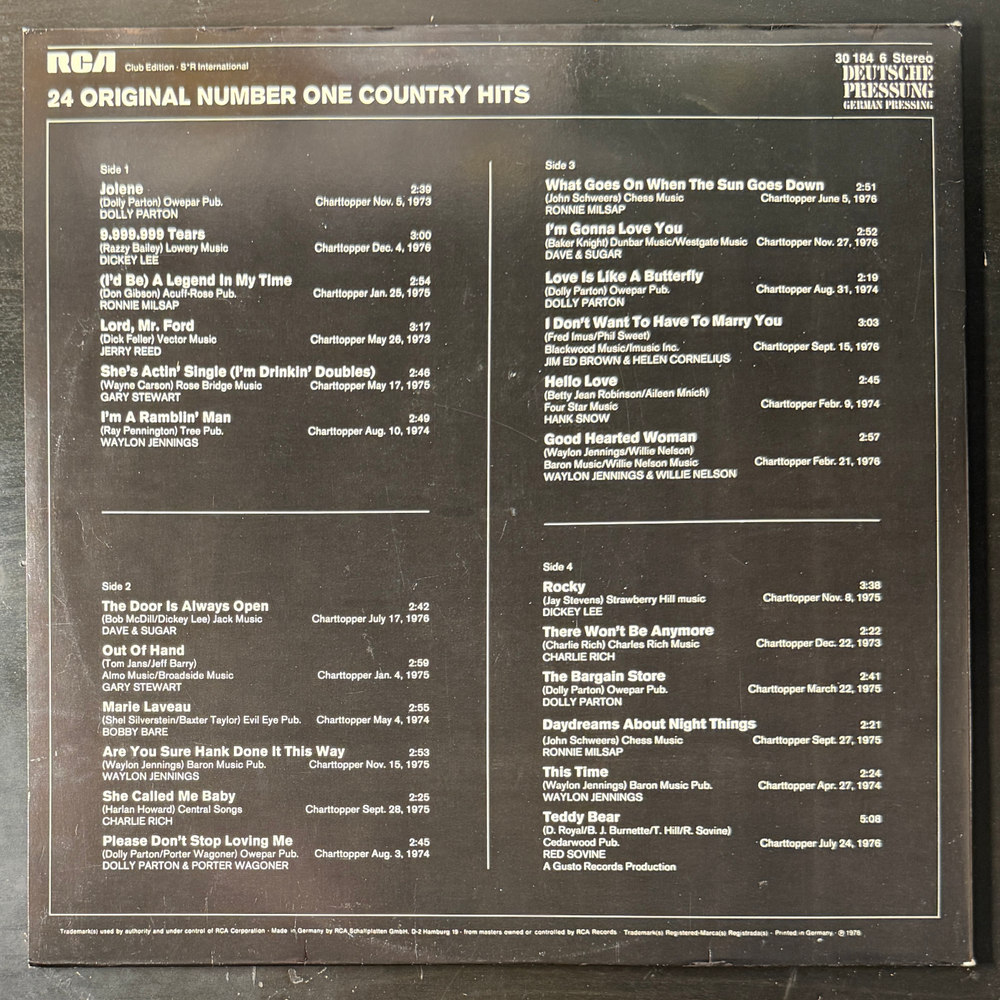 RCA Club Edition · S*R International
24 ORIGINAL NUMBER ONE COUNTRY HITS
30 184 6 Stereo
DEUTSCHE
PRESSUNG
GERMAN PRESSING
Side 1
Jolene 2:39
(Dolly Parton) Owepar Pub. Charttopper Nov. 5, 1973
DOLLY PARTON
9.999.999 Tears 3:00
(Razzy Bailey) Lowery Music Charttopper Dec. 4, 1976
DICKEY LEE
(I'd Be) A Legend In My Time 2:54
(Don Gibson) Acuff-Rose Pub. Charttopper Jan. 25, 1975
RONNIE MILSAP
Lord, Mr. Ford 3:17
(Dick Feller) Vector Music Charttopper May 26, 1973
JERRY REED
She's Actin' Single (I'm Drinkin' Doubles) 2:46
(Wayne Carson) Rose Bridge Music Charttopper May 17, 1975
GARY STEWART
I'm A Ramblin' Man 2:49
(Ray Pennington) Tree Pub. Charttopper Aug. 10, 1974
WAYLON JENNINGS
Side 2
The Door Is Always Open 2:42
(Bob McDill/Dickey Lee) Jack Music Charttopper July 17, 1976
DAVE & SUGAR
Out Of Hand
(Tom Jans/Jeff Barry) 2:59
Almo Music/Broadside Music Charttopper Jan. 4, 1975
GARY STEWART
Marie Laveau 2:55
(Shel Silverstein/Baxter Taylor) Evil Eye Pub. Charttopper May 4, 1974
BOBBY BARE
Are You Sure Hank Done It This Way 2:53
(Waylon Jennings) Baron Music Pub. Charttopper Nov. 15, 1975
WAYLON JENNINGS
She Called Me Baby 2:25
(Harlan Howard) Central Songs Charttopper Sept. 28, 1975
CHARLIE RICH
Please Don't Stop Loving Me 2:45
(Dolly Parton/Porter Wagoner) Owepar Pub. Charttopper Aug. 3, 1974
DOLLY PARTON & PORTER WAGONER
Side 3
What Goes On When The Sun Goes Down 2:51
(John Schweers) Chess Music Charttopper June 5, 1976
RONNIE MILSAP
I'm Gonna Love You 2:52
(Baker Knight) Dunbar Music/Westgate Music Charttopper Nov. 27, 1976
DAVE & SUGAR
Love Is Like A Butterfly 2:19
(Dolly Parton) Owepar Pub. Charttopper Aug. 31, 1974
DOLLY PARTON
I Don't Want To Have To Marry You 3:03
(Fred Imus/Phil Sweet)
Blackwood Music/Imusic Inc. Charttopper Sept. 15, 1976
JIM ED BROWN & HELEN CORNELIUS
Hello Love 2:45
(Betty Jean Robinson/Aileen Mnich)
Four Star Music Charttopper Febr. 9, 1974
HANK SNOW
Good Hearted Woman 2:57
(Waylon Jennings/Willie Nelson)
Baron Music/Willie Nelson Music Charttopper Febr. 21, 1976
WAYLON JENNINGS & WILLIE NELSON
Side 4
Rocky 3:38
(Jay Stevens) Strawberry Hill music Charttopper Nov. 8, 1975
DICKEY LEE
There Won't Be Anymore 2:22
(Charlie Rich) Charles Rich Music Charttopper Dec. 22, 1973
CHARLIE RICH
The Bargain Store 2:41
(Dolly Parton) Owepar Pub. Charttopper March 22, 1975
DOLLY PARTON
Daydreams About Night Things 2:21
(John Schweers) Chess Music Charttopper Sept. 27, 1975
RONNIE MILSAP
This Time 2:24
(Waylon Jennings) Baron Music Pub. Charttopper Apr. 27, 1974
WAYLON JENNINGS
Teddy Bear 5:08
(D. Royal/B. J. Burnette/T. Hill/R. Sovine)
Cedarwood Pub. Charttopper July 24, 1976
RED SOVINE
A Gusto Records Production
Trademark(s) used by authority and under control of RCA Corporation · Made in Germany by RCA Schallplatten GmbH, D-2 Hamburg 19 · from masters owned or controlled by RCA Records · Trademark(s) Registered-Marca(s) Registrada(s) · Printed in Germany · ℗ 1978